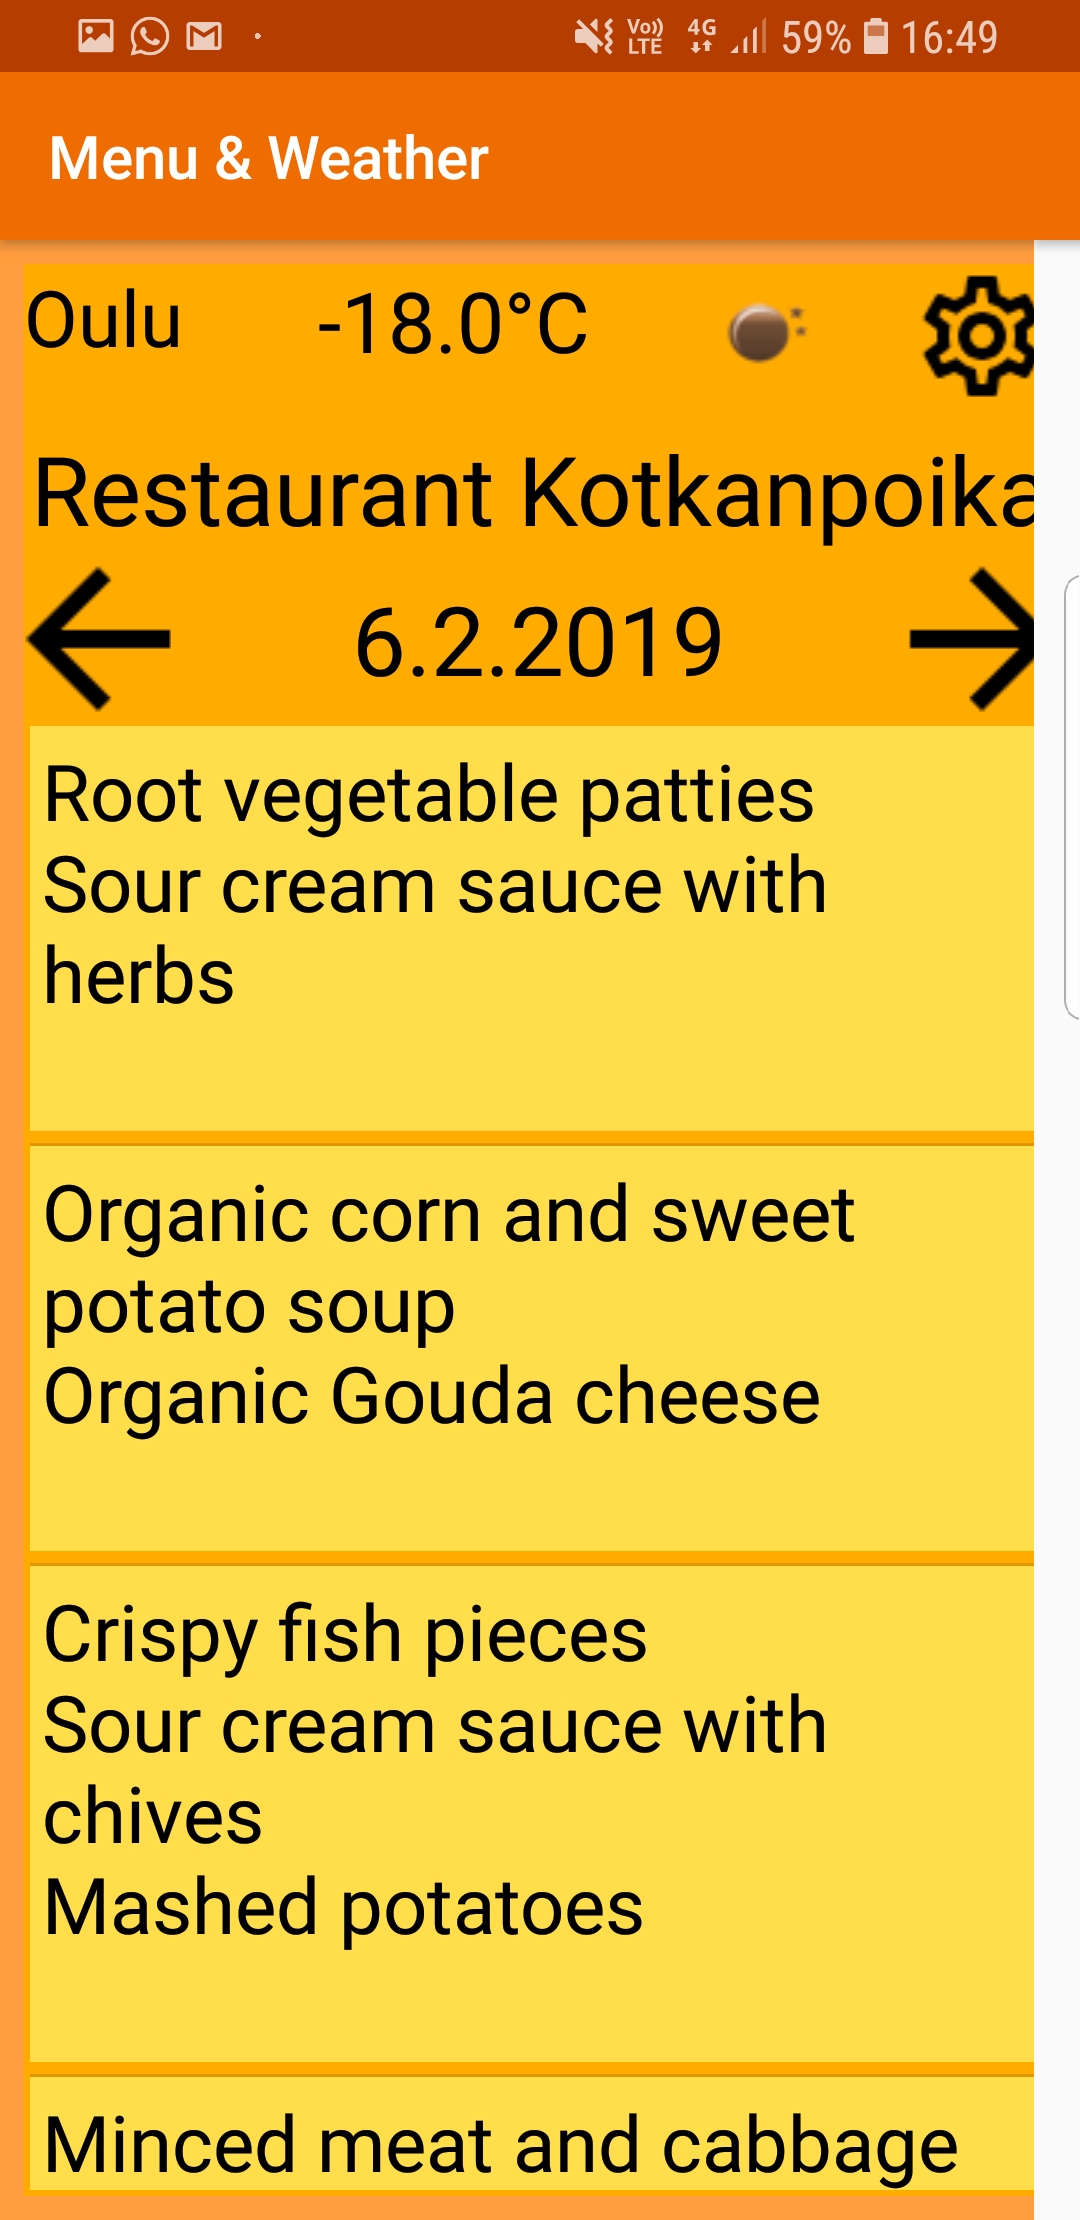 Vo)) LTE 4G 59% 16:49
Menu & Weather
Oulu -18.0°C
Restaurant Kotkanpoika
6.2.2019
Root vegetable patties
Sour cream sauce with
herbs
Organic corn and sweet
potato soup
Organic Gouda cheese
Crispy fish pieces
Sour cream sauce with
chives
Mashed potatoes
Minced meat and cabbage